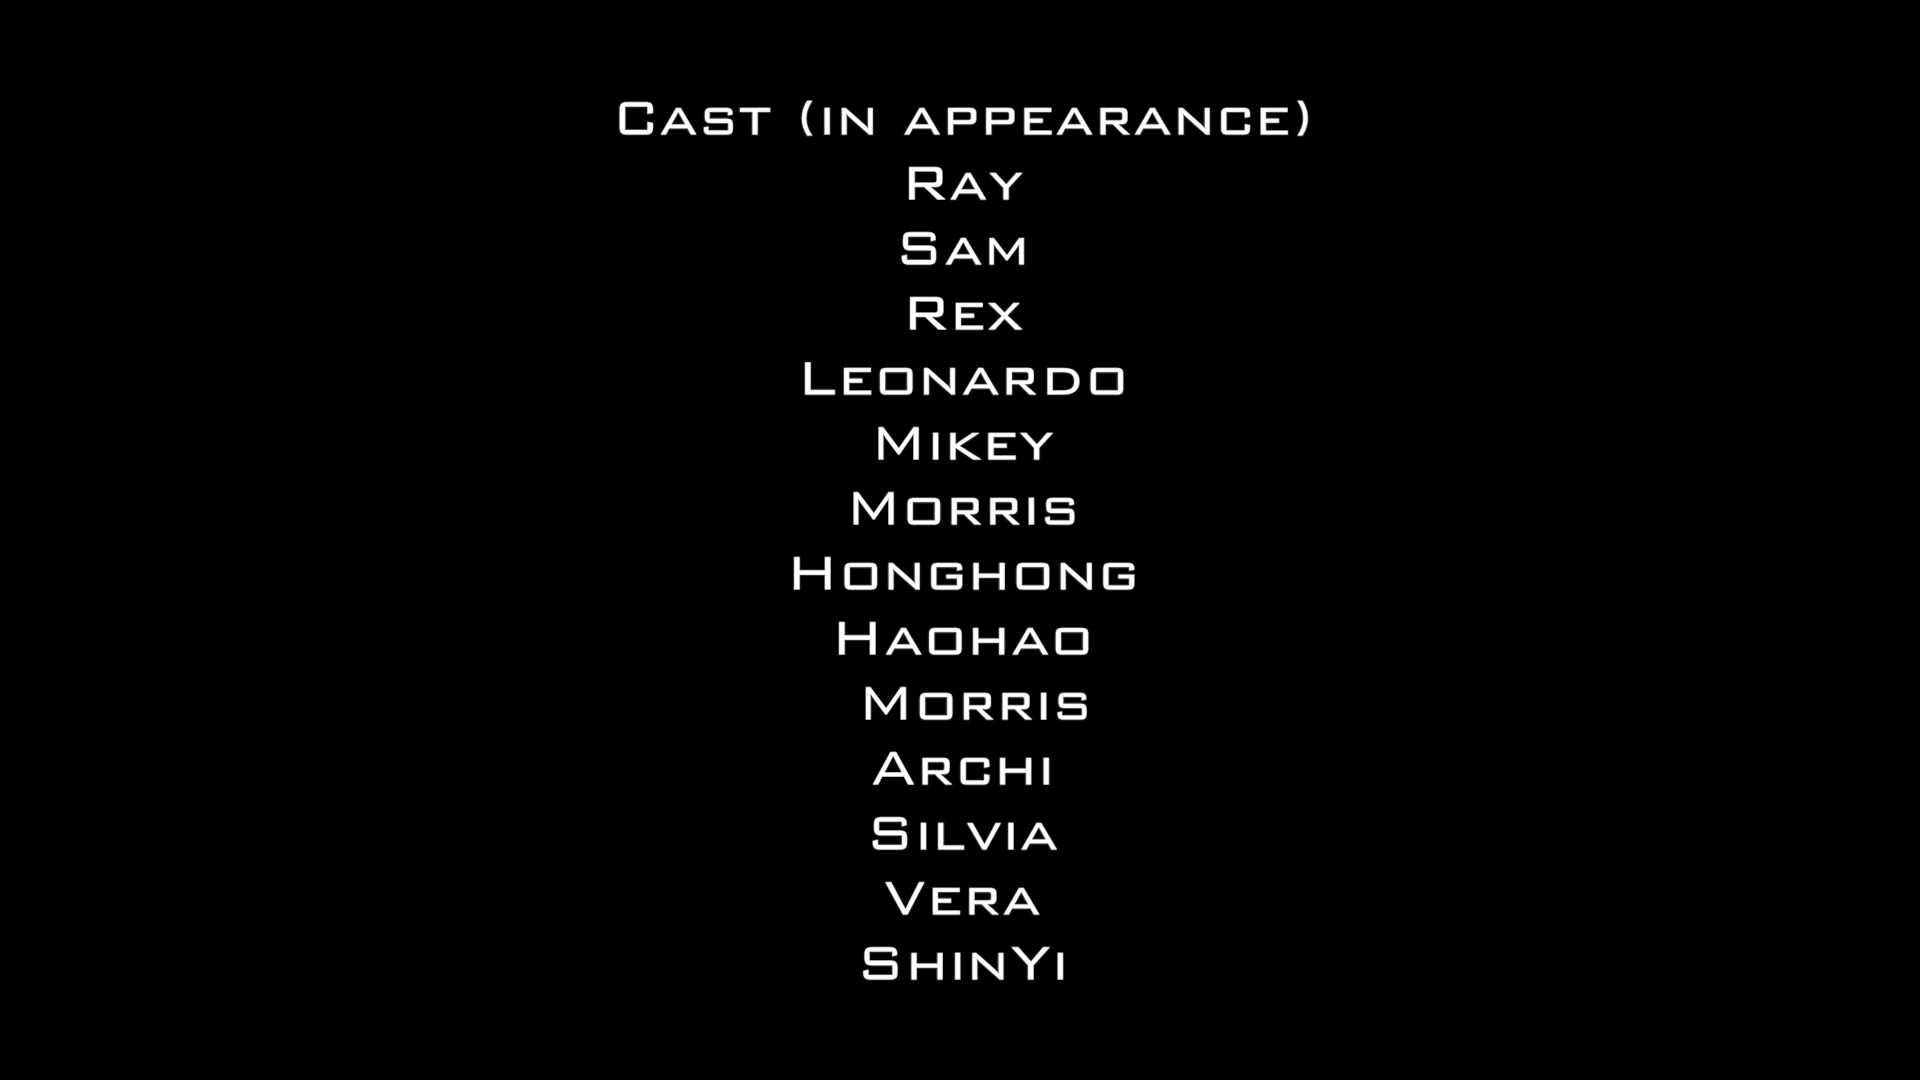 Cast (in appearance)
Ray
Sam
Rex
Leonardo
Mikey
Morris
Honghong
Haohao
Morris
Archi
Silvia
Vera
ShinYi